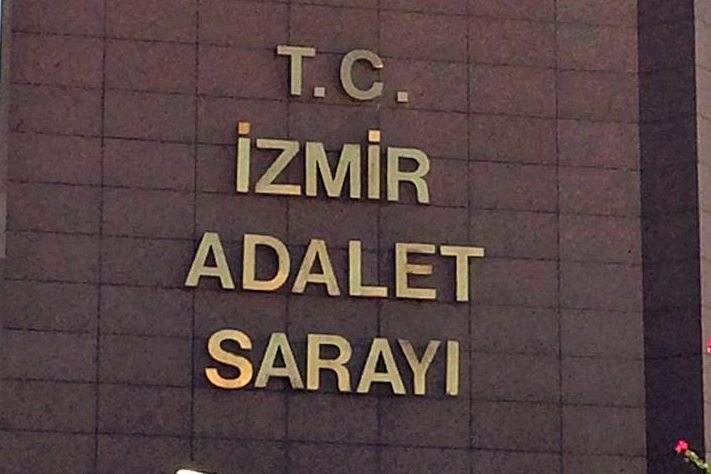 T.C.
İZMİR
ADALET
SARAYI